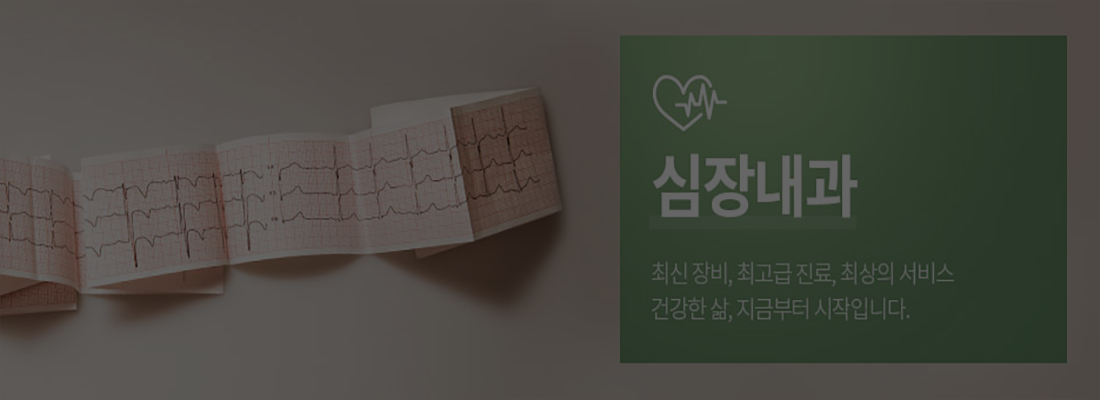 심장내과
최신 장비, 최고급 진료, 최상의 서비스
건강한 삶, 지금부터 시작입니다.